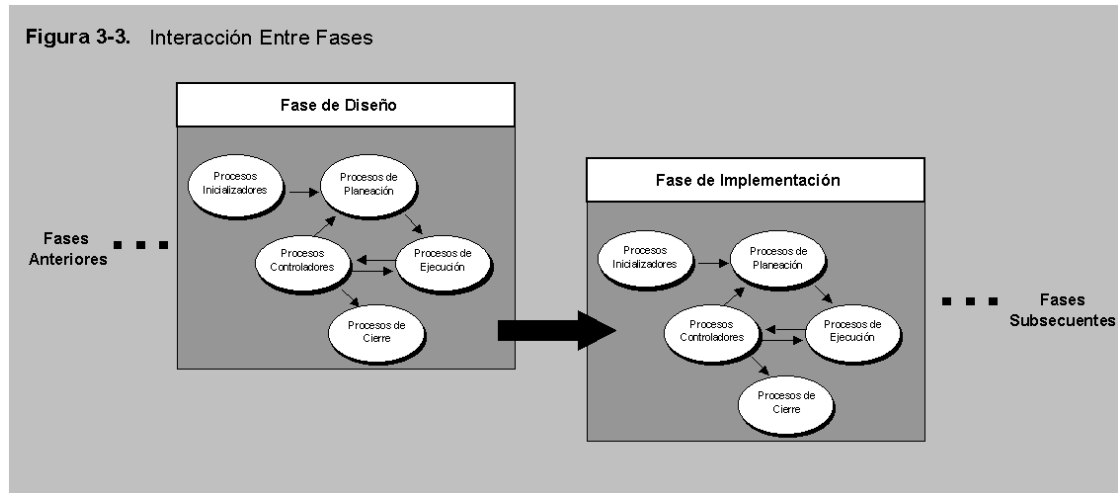 Figura 3-3. Interacción Entre Fases
Fases
Anteriores
Fase de Diseño
Procesos
Inicializadores
Procesos de
Planeación
Procesos
Controladores
Procesos de
Ejecución
Procesos de
Cierre
Fase de Implementación
Procesos
Inicializadores
Procesos de
Planeación
Procesos
Controladores
Procesos de
Ejecución
Procesos de
Cierre
Fases
Subsecuentes